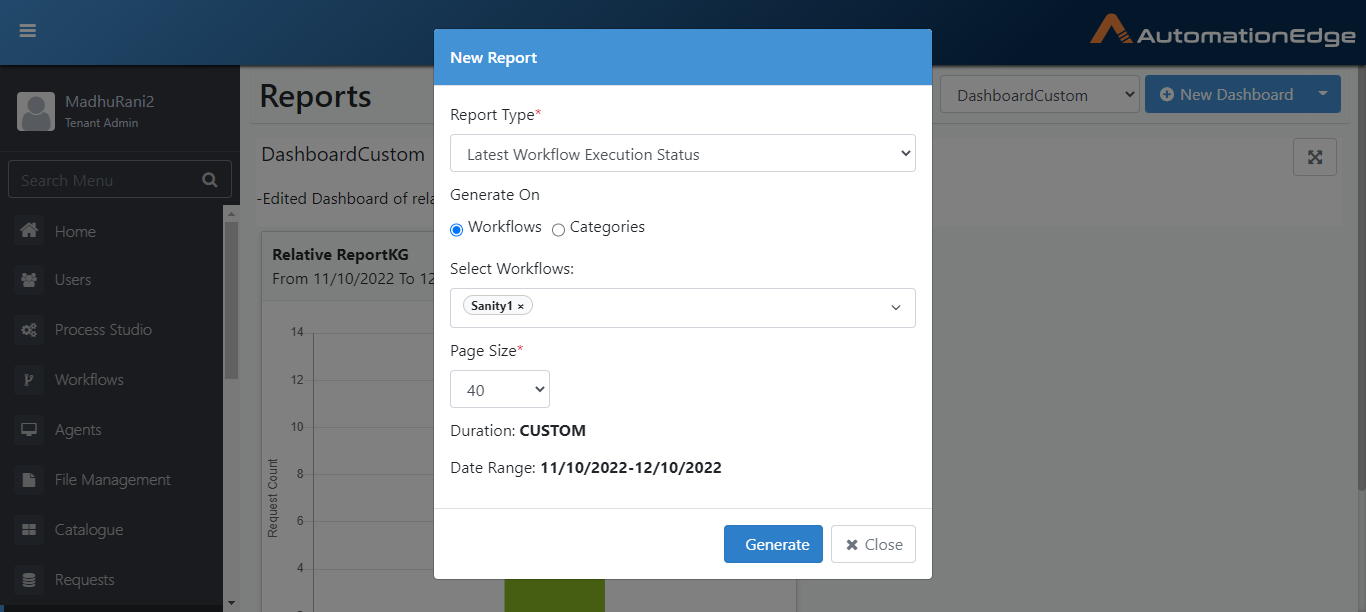 AutomationEdge
MadhuRani2
Tenant Admin
Search Menu
Home
Users
Process Studio
Workflows
Agents
File Management
Catalogue
Requests
Reports
DashboardCustom
New Dashboard
DashboardCustom
-Edited Dashboard of rela
Relative ReportKG
From 11/10/2022 To 12
14
12
10
8
6
4
Request Count
New Report
Report Type*
Latest Workflow Execution Status
Generate On
Workflows Categories
Select Workflows:
Sanity1 ×
Page Size*
40
Duration: CUSTOM
Date Range: 11/10/2022-12/10/2022
Generate
Close